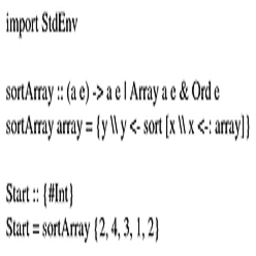 import StdEnv
sortArray :: (a e) -> a e | Array a e & Ord e
sortArray array = {y \\ y <- sort [x \\ x <-: array]}
Start :: {#Int}
Start = sortArray {2, 4, 3, 1, 2}